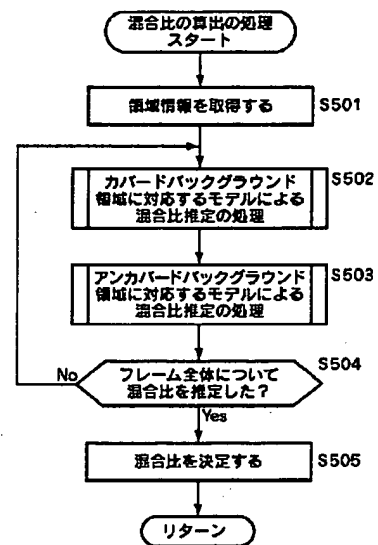 混合比の算出の処理
スタート
領域情報を取得する
S501
カバードバックグラウンド
領域に対応するモデルによる
混合比推定の処理
S502
アンカバードバックグラウンド
領域に対応するモデルによる
混合比推定の処理
S503
フレーム全体について
混合比を推定した？
S504
No
Yes
混合比を決定する
S505
リターン